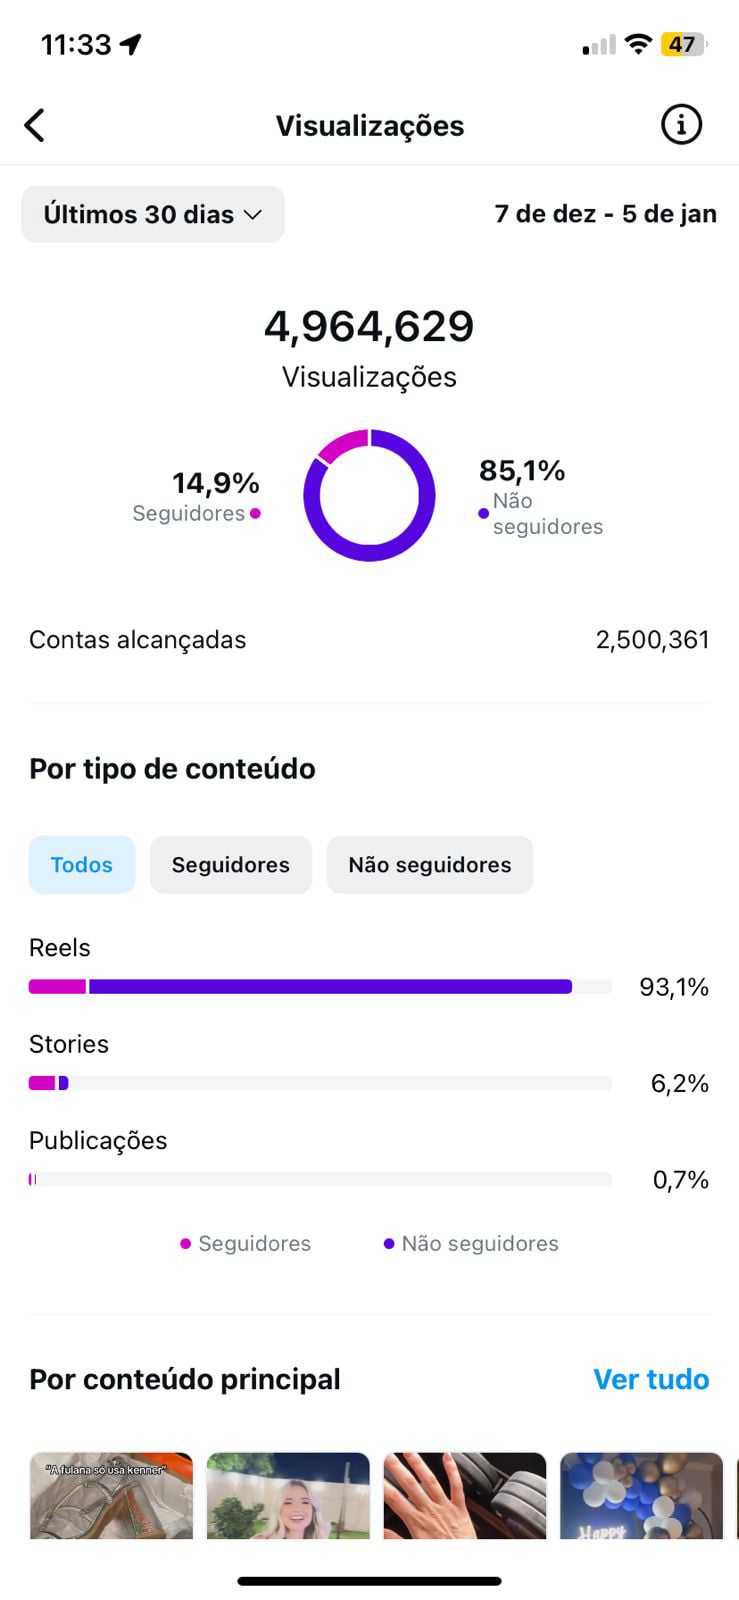 11:33
47
Visualizações
Últimos 30 dias
7 de dez - 5 de jan
4,964,629
Visualizações
14,9%
Seguidores
85,1%
Não
seguidores
Contas alcançadas
2,500,361
Por tipo de conteúdo
Todos
Seguidores
Não seguidores
Reels
93,1%
Stories
6,2%
Publicações
0,7%
Seguidores
Não seguidores
Por conteúdo principal
Ver tudo
"A fulana só usa kenner"
Happy